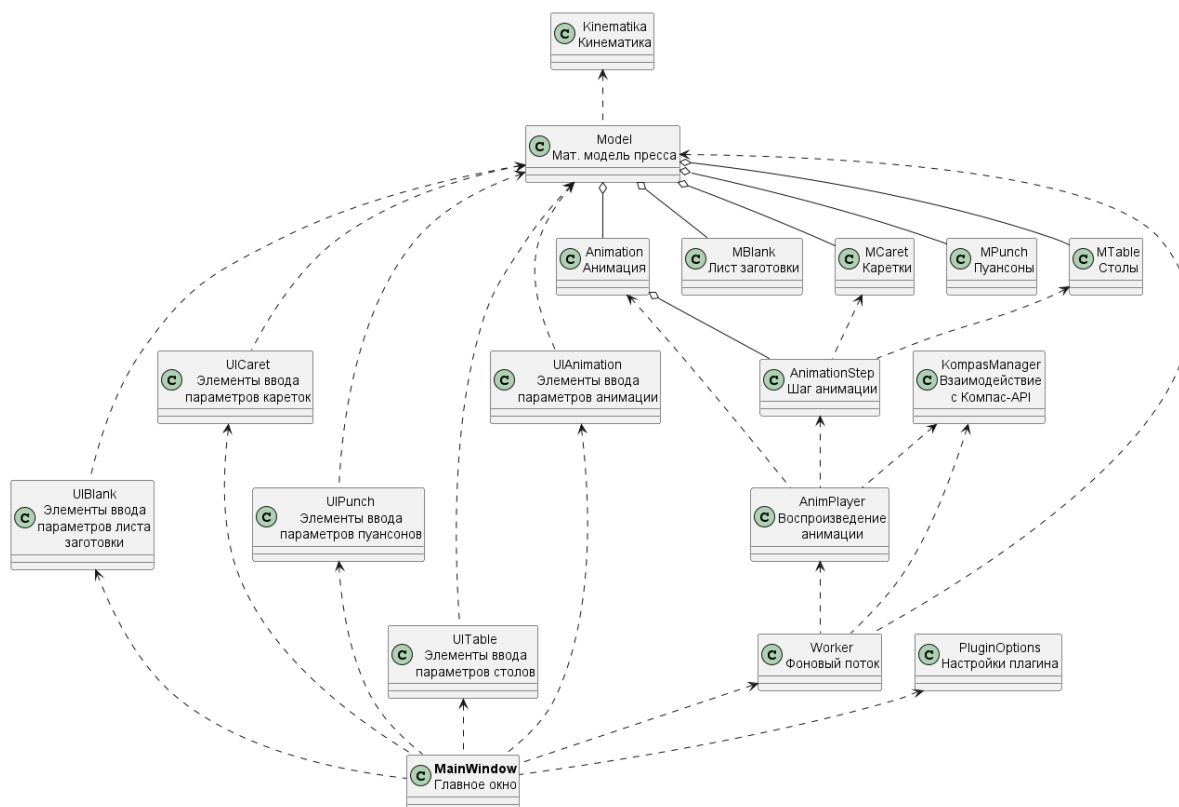 Kinematika
C
Кинематика
Model
C
Мат. модель пресса
Animation
C
Анимация
MBlank
C
Лист заготовки
MCaret
C
Каретки
MPunch
C
Пуансоны
MTable
C
Столы
UICaret
C
Элементы ввода
параметров кареток
UIAnimation
C
Элементы ввода
параметров анимации
AnimationStep
C
Шаг анимации
KompasManager
C
Взаимодействие
с Компас-API
UIBlank
C
Элементы ввода
параметров листа
заготовки
UIPunch
C
Элементы ввода
параметров пуансонов
AnimPlayer
C
Воспроизведение
анимации
UITable
C
Элементы ввода
параметров столов
Worker
C
Фоновый поток
PluginOptions
C
Настройки плагина
MainWindow
C
Главное окно